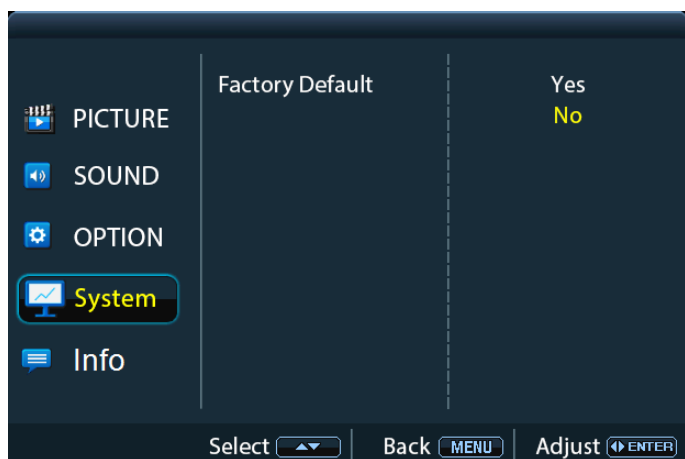 PICTURE
SOUND
OPTION
System
Info
Factory Default
Yes
No
Select
Back MENU
Adjust ENTER